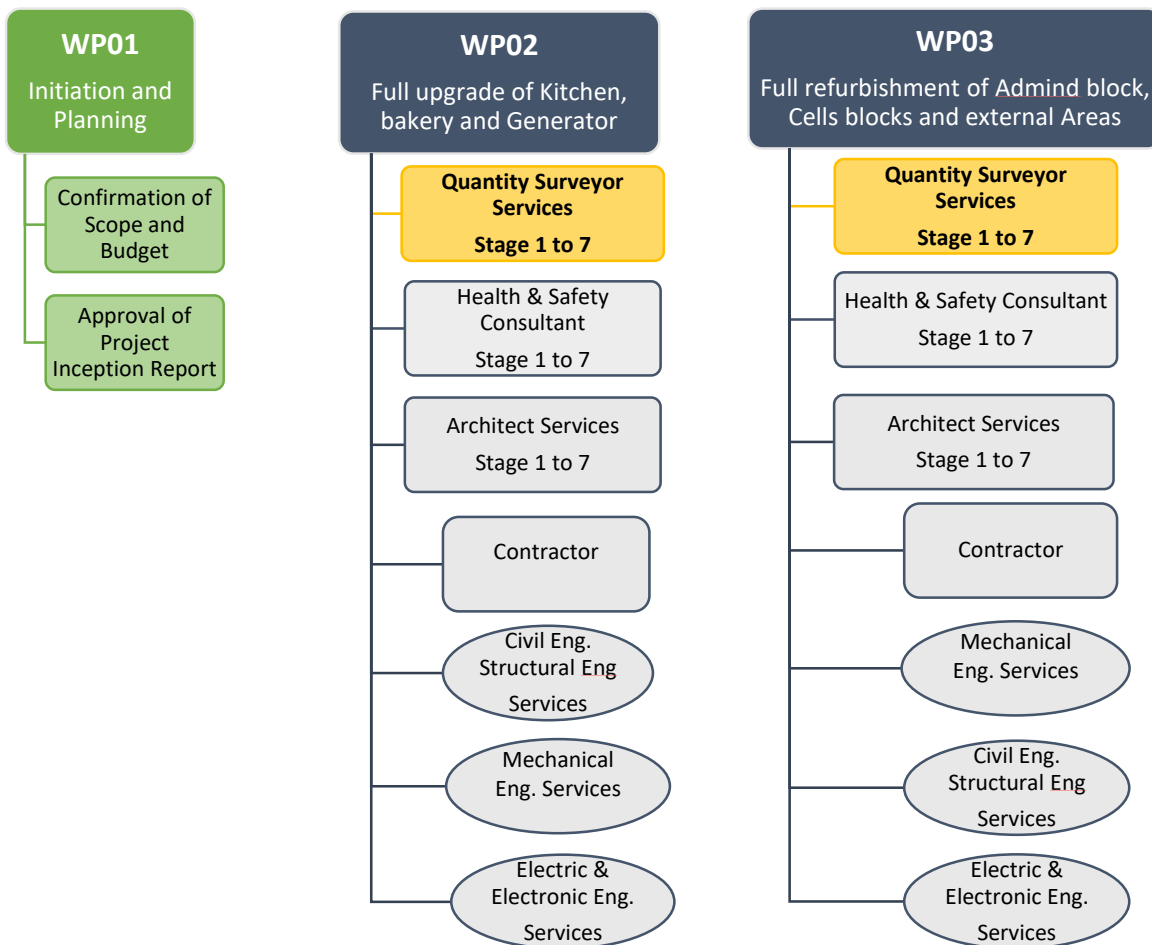 WP01
Initiation and
Planning
Confirmation of
Scope and
Budget
Approval of
Project
Inception Report
WP02
Full upgrade of Kitchen,
bakery and Generator
Quantity Surveyor
Services
Stage 1 to 7
Health & Safety
Consultant
Stage 1 to 7
Architect Services
Stage 1 to 7
Contractor
Civil Eng.
Structural Eng
Services
Mechanical
Eng. Services
Electric &
Electronic Eng.
Services
WP03
Full refurbishment of Admind block,
Cells blocks and external Areas
Quantity Surveyor
Services
Stage 1 to 7
Health & Safety Consultant
Stage 1 to 7
Architect Services
Stage 1 to 7
Contractor
Mechanical
Eng. Services
Civil Eng.
Structural Eng
Services
Electric &
Electronic Eng.
Services